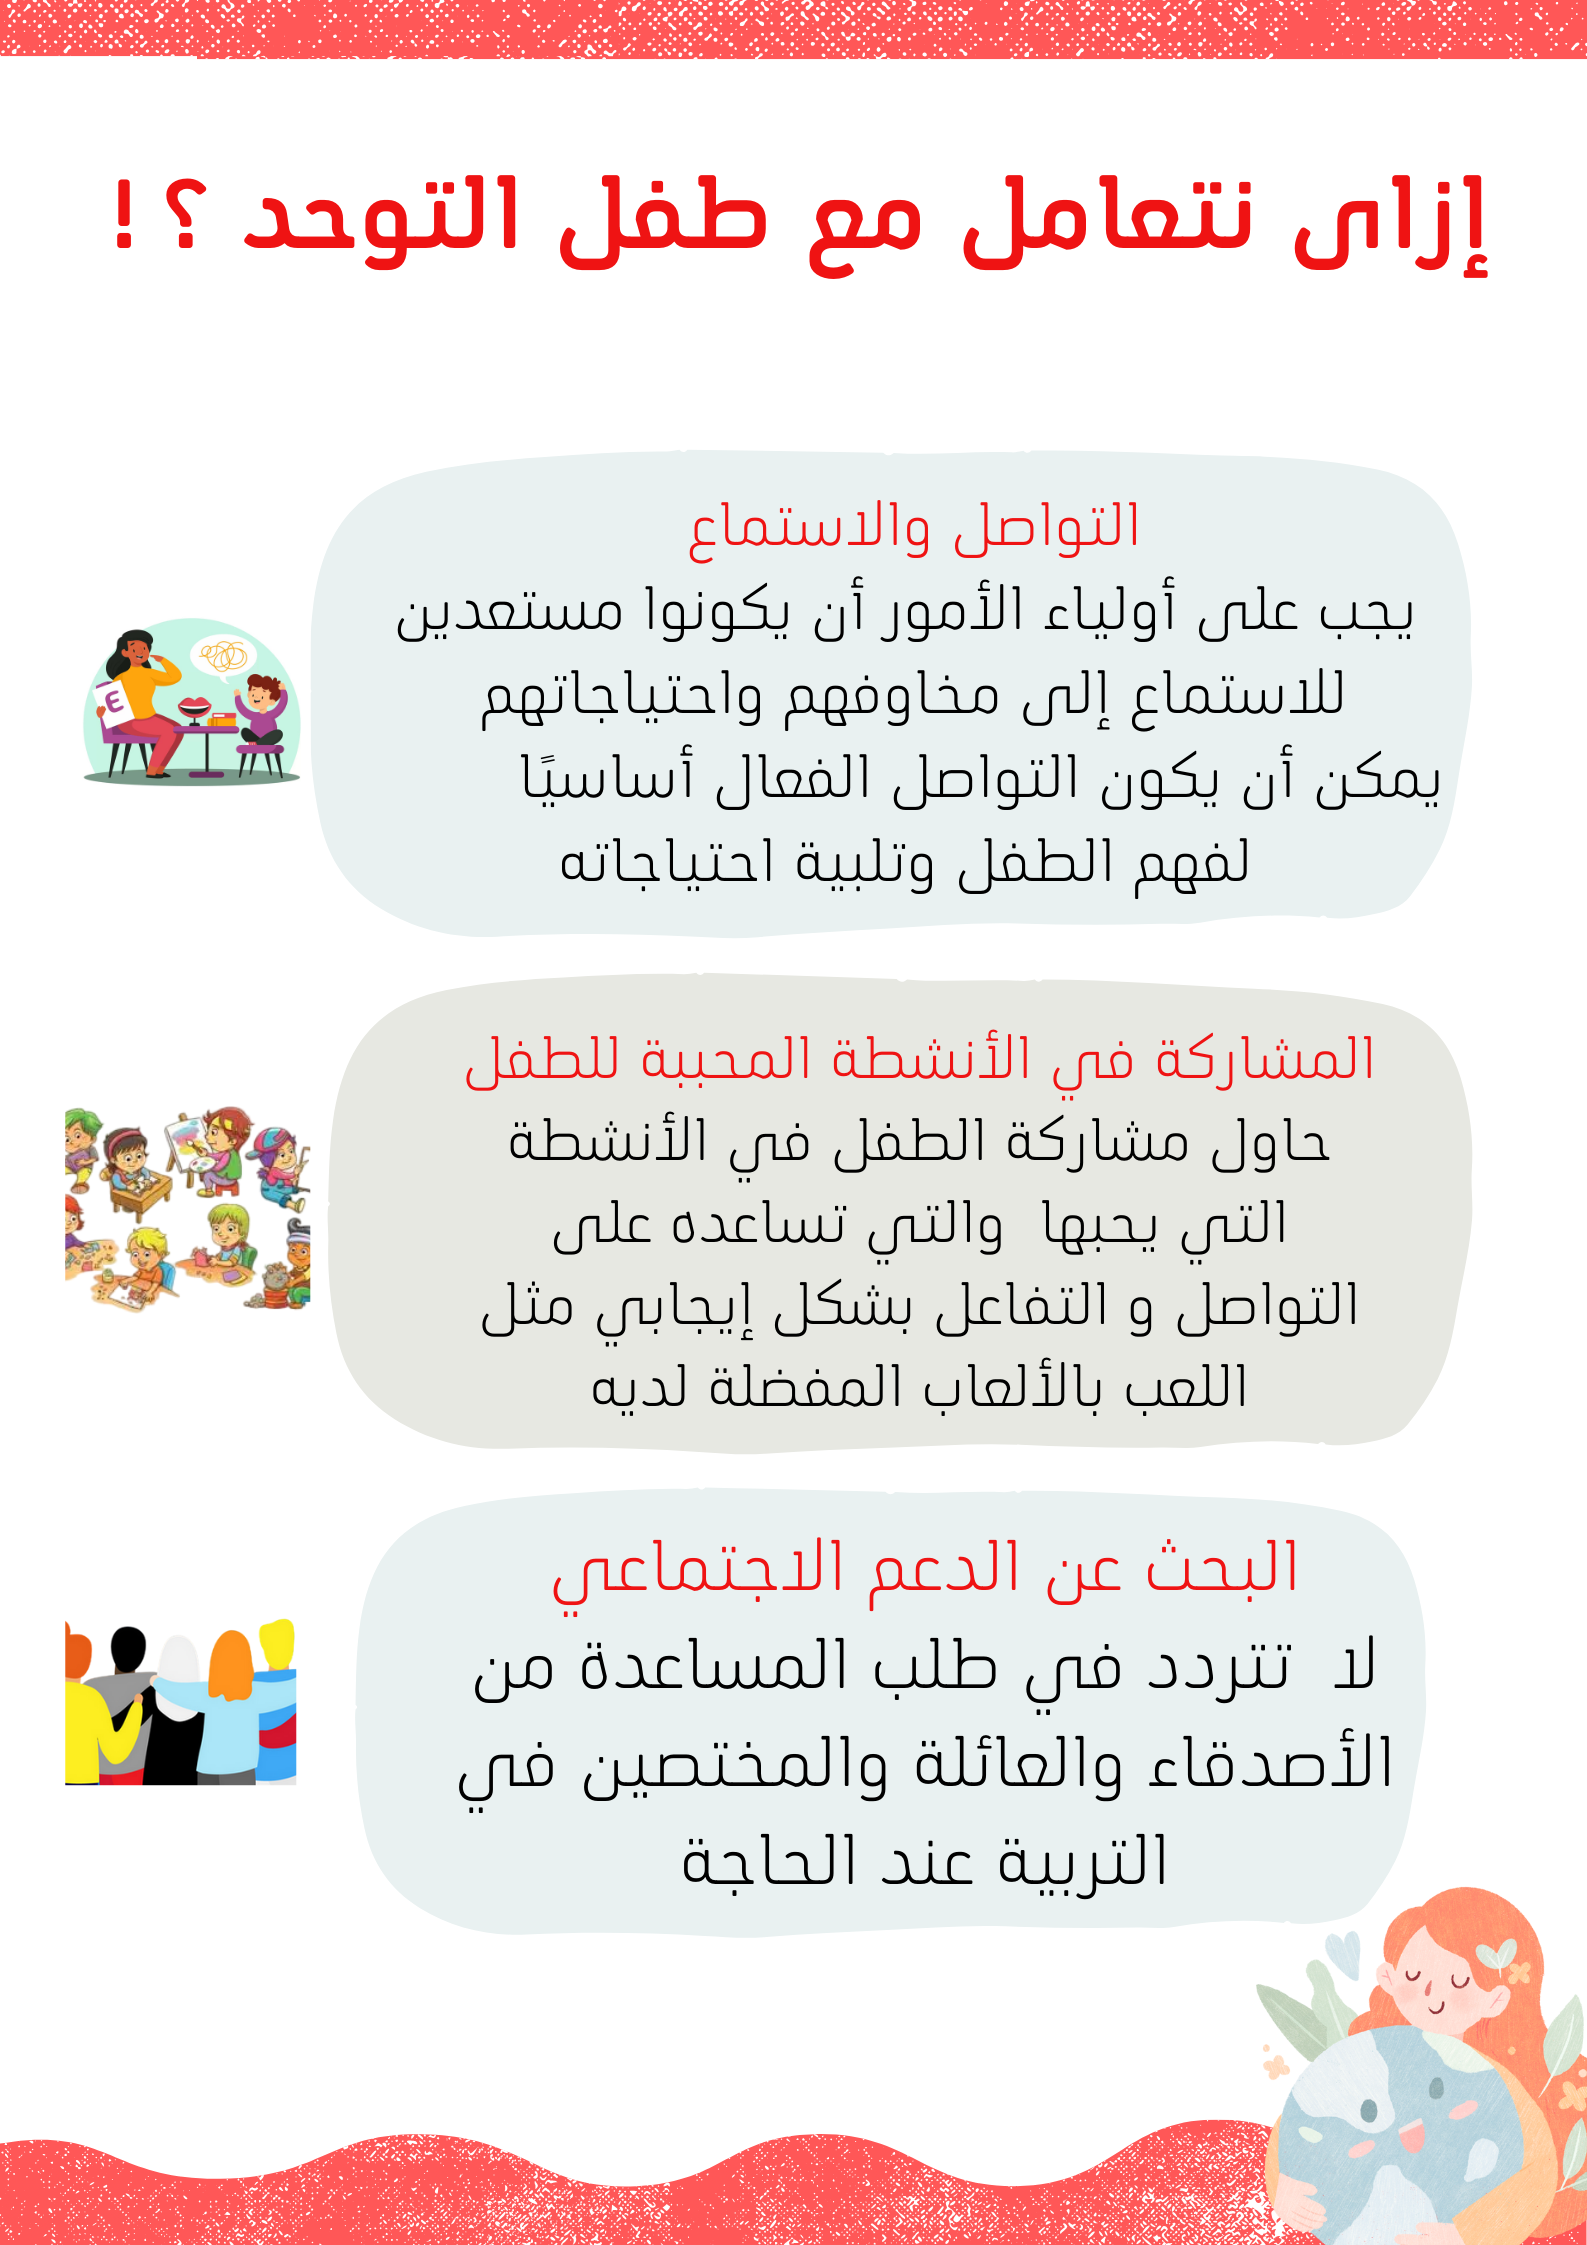 إزاى نتعامل مع طفل التوحد ؟ !
التواصل والاستماع
يجب على أولياء الأمور أن يكونوا مستعدين
للاستماع إلى مخاوفهم واحتياجاتهم
يمكن أن يكون التواصل الفعال أساسيًا
لفهم الطفل وتلبية احتياجاته
E
المشاركة في الأنشطة المحببة للطفل
حاول مشاركة الطفل في الأنشطة
التي يحبها والتي تساعده على
التواصل و التفاعل بشكل إيجابي مثل
اللعب بالألعاب المفضلة لديه
البحث عن الدعم الاجتماعي
لا تتردد في طلب المساعدة من
الأصدقاء والعائلة والمختصين في
التربية عند الحاجة